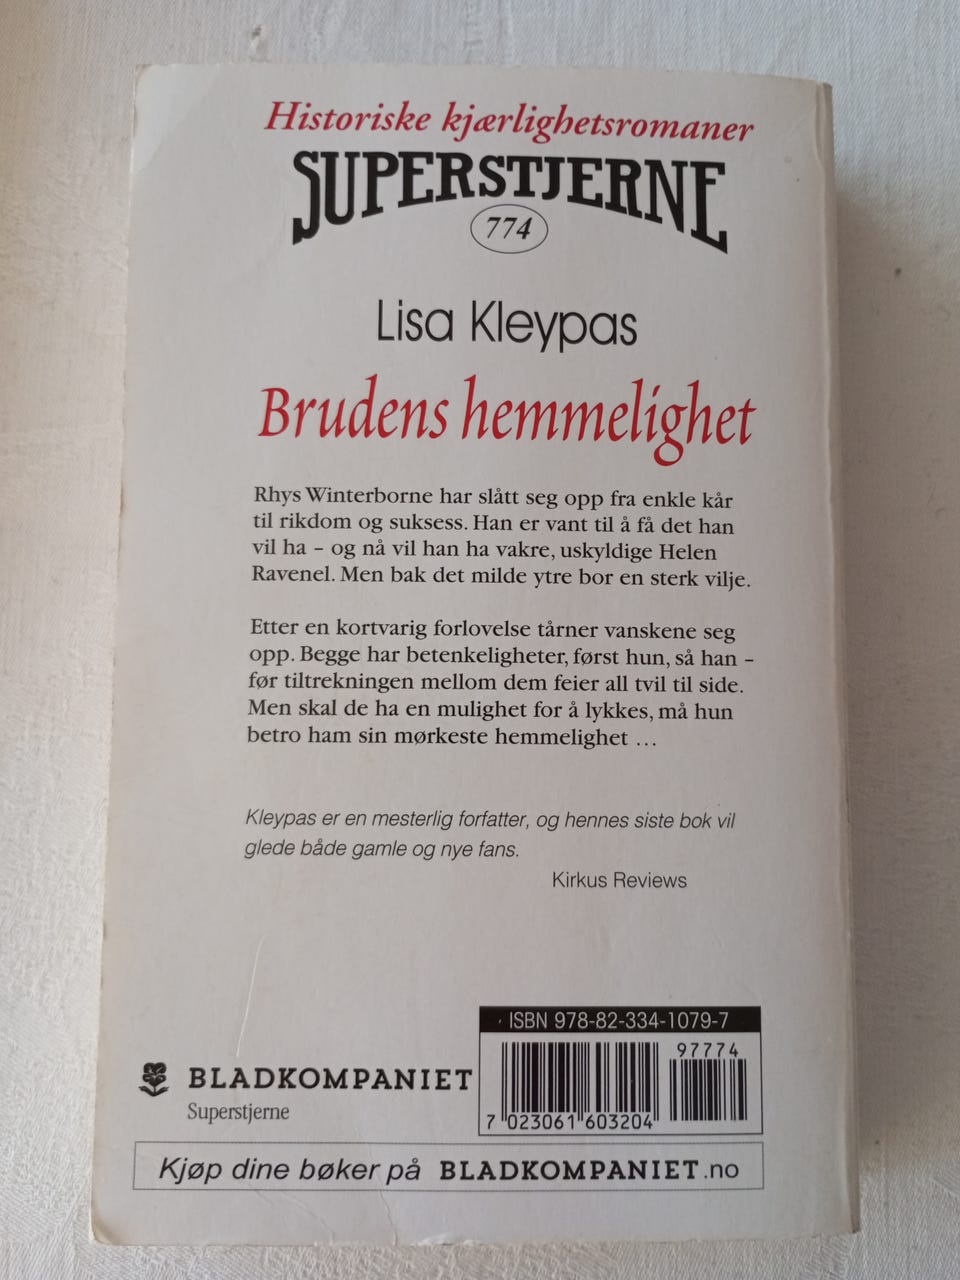 Historiske kjærlighetsromaner
SUPERSTJERNE
774
Lisa Kleypas
Brudens hemmelighet
Rhys Winterborne har slått seg opp fra enkle kår
til rikdom og suksess. Han er vant til å få det han
vil ha – og nå vil han ha vakre, uskyldige Helen
Ravenel. Men bak det milde ytre bor en sterk vilje.
Etter en kortvarig forlovelse tårner vanskene seg
opp. Begge har betenkeligheter, først hun, så han –
før tiltrekningen mellom dem feier all tvil til side.
Men skal de ha en mulighet for å lykkes, må hun
betro ham sin mørkeste hemmelighet ...
Kleypas er en mesterlig forfatter, og hennes siste bok vil
glede både gamle og nye fans.
Kirkus Reviews
ISBN 978-82-334-1079-7
97774
7 023061 603204
BLADKOMPANIET
Superstjerne
Kjøp dine bøker på BLADKOMPANIET.no